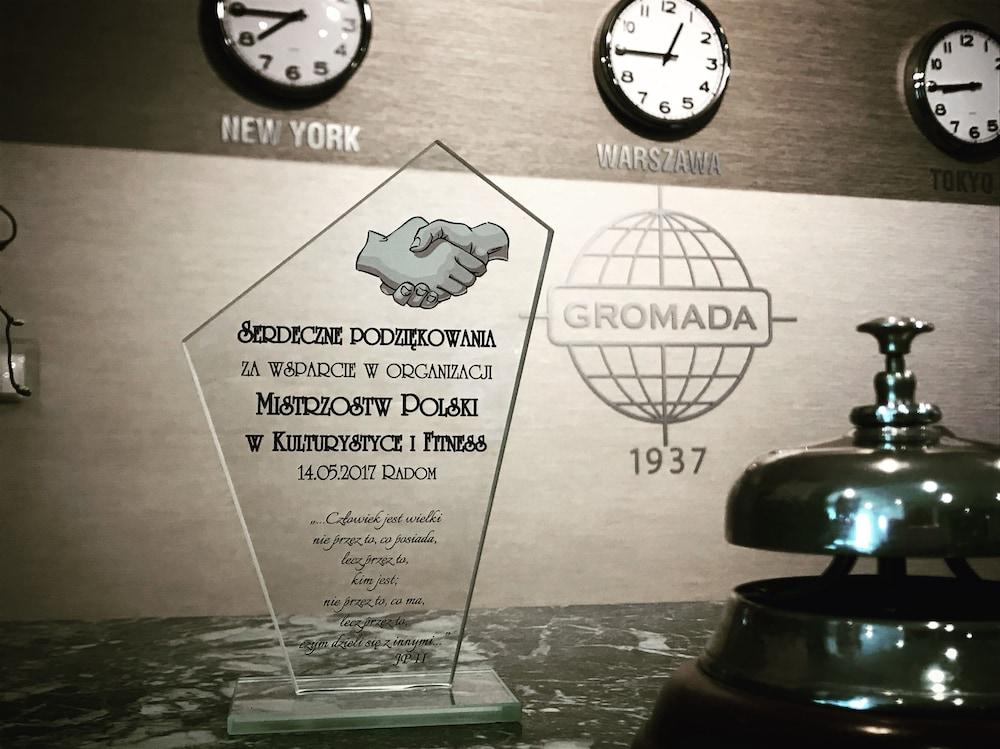 NEW YORK
WARSZAWA
TOKYO
GROMADA
1937
SERDECZNE PODZIĘKOWANIA
ZA WSPARCIE W ORGANIZACJI
MISTRZOSTW POLSKI
W KULTURYSTYCE I FITNESS
14.05.2017 RADOM
„...Człowiek jest wielki
nie przez to, co posiada,
lecz przez to,
kim jest;
nie przez to, co ma,
lecz przez to,
czym dzieli się z innymi..."
JP II